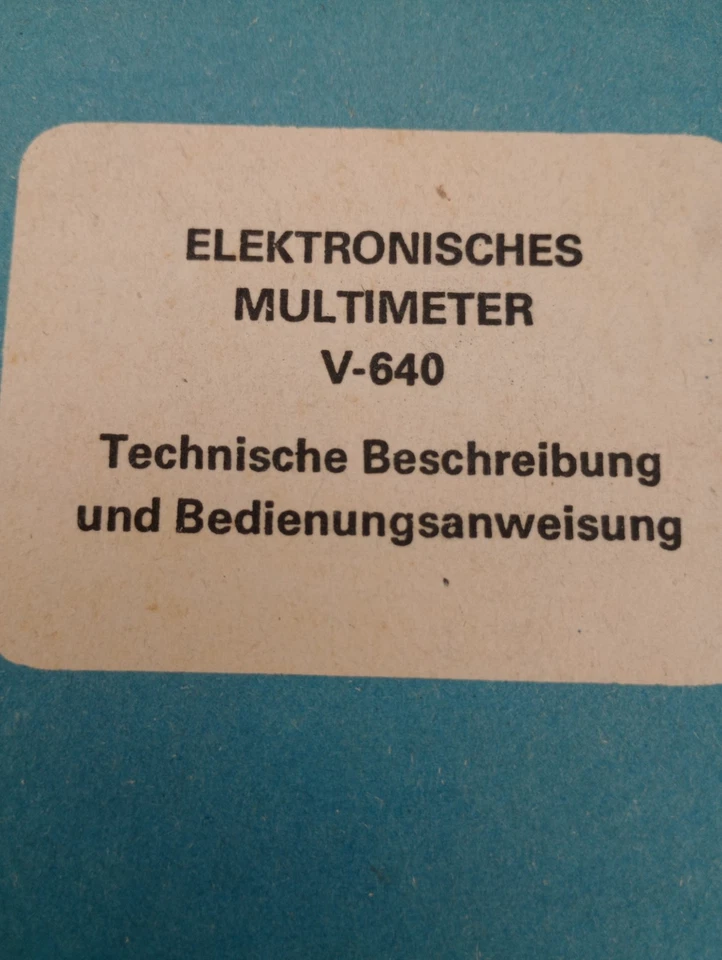 ELEKTRONISCHES
MULTIMETER
V-640
Technische Beschreibung
und Bedienungsanweisung